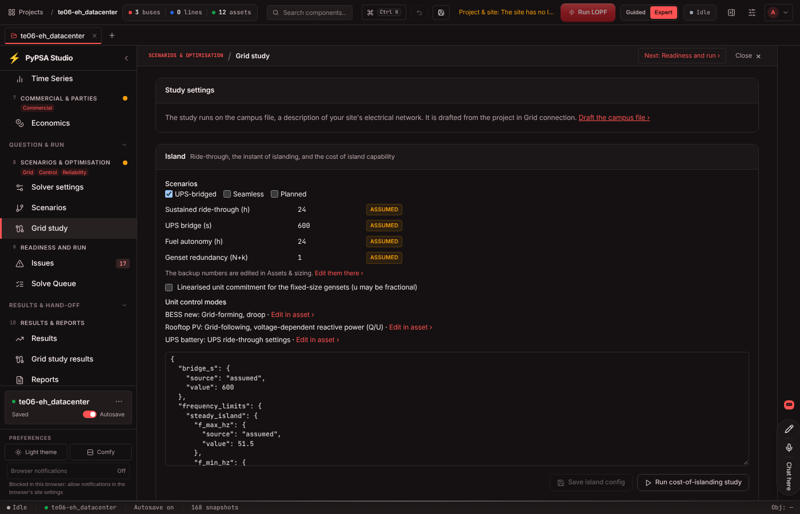 Projects / te06-eh_datacenter
3 buses 0 lines 12 assets
Search components...
⌘ Ctrl K
Project & site: The site has no l...
Run LOPF
Guided Expert
Idle
A
te06-eh_datacenter × +
PyPSA Studio
Time Series
7 COMMERCIAL & PARTIES
Commercial
Economics
QUESTION & RUN
8 SCENARIOS & OPTIMISATION
Grid Control Reliability
Solver settings
Scenarios
Grid study
9 READINESS AND RUN
Issues 17
Solve Queue
RESULTS & HAND-OFF
10 RESULTS & REPORTS
Results
Grid study results
Reports
te06-eh_datacenter ...
Saved Autosave
PREFERENCES
Light theme Comfy
Browser notifications Off
Blocked in this browser: allow notifications in the
browser's site settings
SCENARIOS & OPTIMISATION / Grid study
Next: Readiness and run ›
Close ×
Study settings
The study runs on the campus file, a description of your site's electrical network. It is drafted from the project in Grid connection. Draft the campus file ›
Island Ride-through, the instant of islanding, and the cost of island capability
Scenarios
UPS-bridged Seamless Planned
Sustained ride-through (h) 24 ASSUMED
UPS bridge (s) 600 ASSUMED
Fuel autonomy (h) 24 ASSUMED
Genset redundancy (N+k) 1 ASSUMED
The backup numbers are edited in Assets & sizing. Edit them there ›
Linearised unit commitment for the fixed-size gensets (u may be fractional)
Unit control modes
BESS new: Grid-forming, droop · Edit in asset ›
Rooftop PV: Grid-following, voltage-dependent reactive power (Q/U) · Edit in asset ›
UPS battery: UPS ride-through settings · Edit in asset ›
{
"bridge_s": {
"source": "assumed",
"value": 600
},
"frequency_limits": {
"steady_island": {
"f_max_hz": {
"source": "assumed",
"value": 51.5
},
"f_min_hz": {
Save island config
Run cost-of-islanding study
Chat here
Idle te06-eh_datacenter Autosave on 168 snapshots
Obj: —